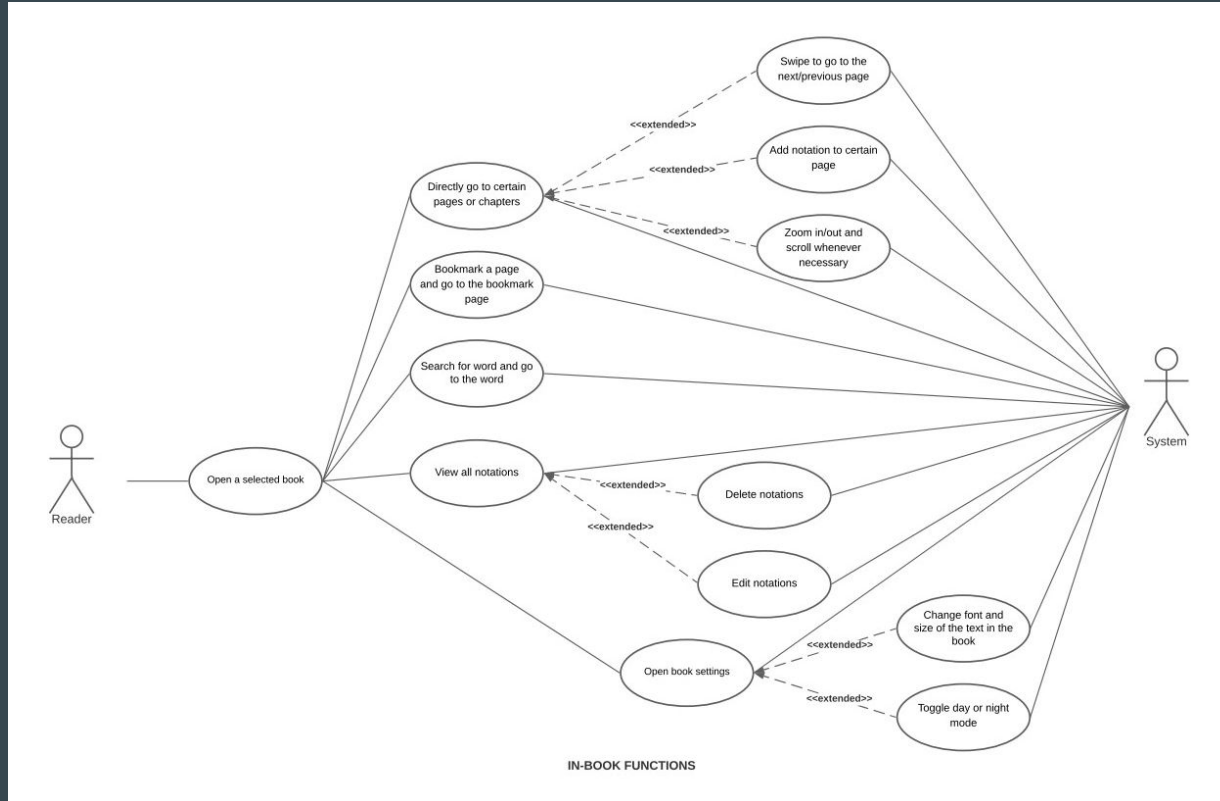 Swipe to go to the
next/previous page
<<extended>>
Add notation to certain
page
<<extended>>
Directly go to certain
pages or chapters
Zoom in/out and
scroll whenever
necessary
<<extended>>
Bookmark a page
and go to the bookmark
page
Search for word and go
to the word
System
Reader
Open a selected book
View all notations
<<extended>>
Delete notations
<<extended>>
Edit notations
Change font and
size of the text in the
book
<<extended>>
Open book settings
<<extended>>
Toggle day or night
mode
IN-BOOK FUNCTIONS